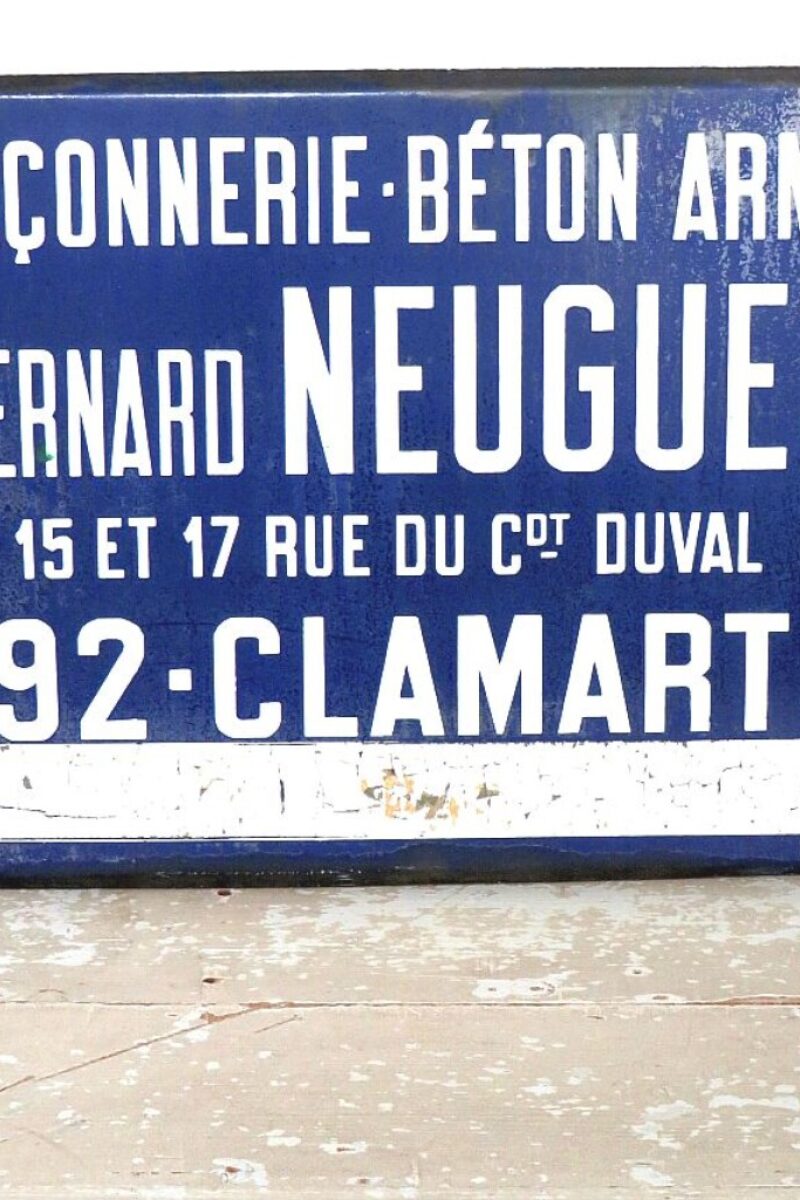 ÇONNERIE·BÉTON ARM
ERNARD NEUGUE
15 ET 17 RUE DU CDT DUVAL
92·CLAMART